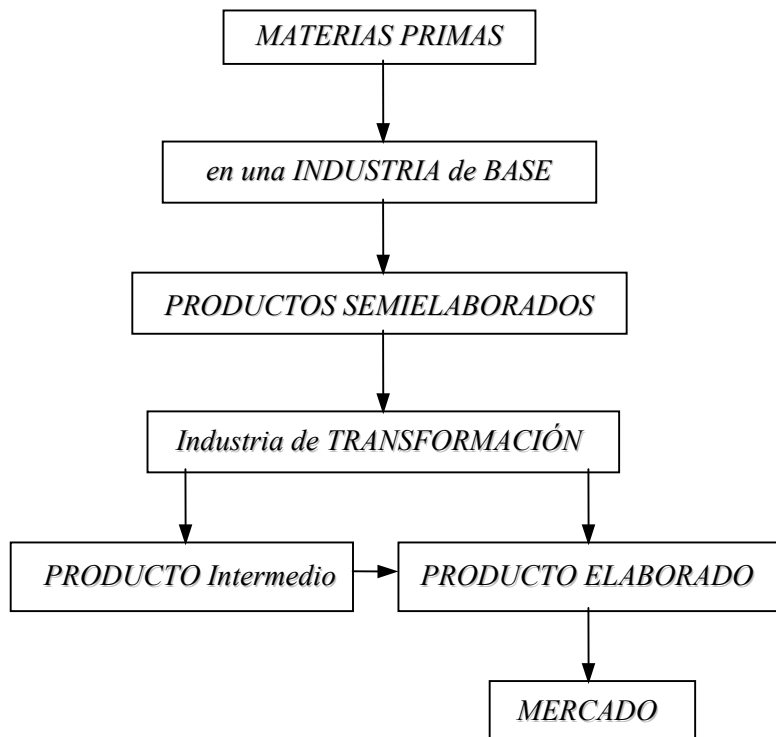 MATERIAS PRIMAS
en una INDUSTRIA de BASE
PRODUCTOS SEMIELABORADOS
Industria de TRANSFORMACIÓN
PRODUCTO Intermedio
PRODUCTO ELABORADO
MERCADO